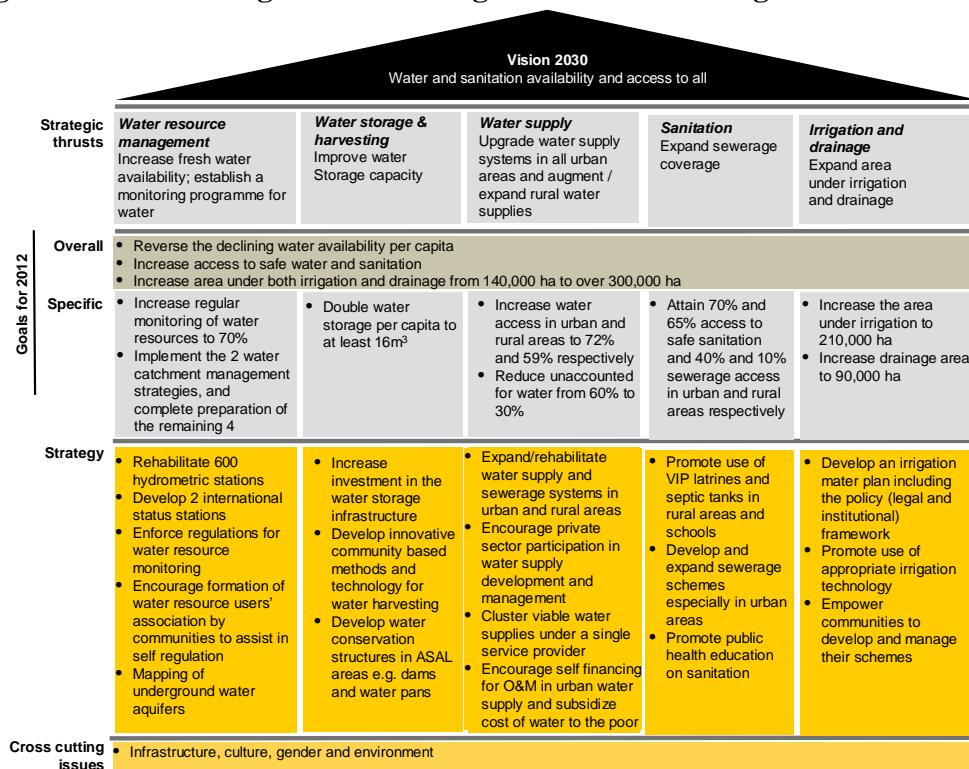 Vision 2030
Water and sanitation availability and access to all
Strategic
thrusts
Water resource
management
Increase fresh water
availability; establish a
monitoring programme for
water
Water storage &
harvesting
Improve water
Storage capacity
Water supply
Upgrade water supply
systems in all urban
areas and augment /
expand rural water
supplies
Sanitation
Expand sewerage
coverage
Irrigation and
drainage
Expand area
under irrigation
and drainage
Goals for 2012
Overall
• Reverse the declining water availability per capita
• Increase access to safe water and sanitation
• Increase area under both irrigation and drainage from 140,000 ha to over 300,000 ha
Specific
• Increase regular
monitoring of water
resources to 70%
• Implement the 2 water
catchment management
strategies, and
complete preparation of
the remaining 4
• Double water
storage per capita to
at least 16m³
• Increase water
access in urban and
rural areas to 72%
and 59% respectively
• Reduce unaccounted
for water from 60% to
30%
• Attain 70% and
65% access to
safe sanitation
and 40% and 10%
sewerage access
in urban and rural
areas respectively
• Increase the area
under irrigation to
210,000 ha
• Increase drainage area
to 90,000 ha
Strategy
• Rehabilitate 600
hydrometric stations
• Develop 2 international
status stations
• Enforce regulations for
water resource
monitoring
• Encourage formation of
water resource users'
association by
communities to assist in
self regulation
• Mapping of
underground water
aquifers
• Increase
investment in the
water storage
infrastructure
• Develop innovative
community based
methods and
technology for
water harvesting
• Develop water
conservation
structures in ASAL
areas e.g. dams
and water pans
• Expand/rehabilitate
water supply and
sewerage systems in
urban and rural areas
• Encourage private
sector participation in
water supply
development and
management
• Cluster viable water
supplies under a single
service provider
• Encourage self financing
for O&M in urban water
supply and subsidize
cost of water to the poor
• Promote use of
VIP latrines and
septic tanks in
rural areas and
schools
• Develop and
expand sewerage
schemes
especially in urban
areas
• Promote public
health education
on sanitation
• Develop an irrigation
mater plan including
the policy (legal and
institutional)
framework
• Promote use of
appropriate irrigation
technology
• Empower
communities to
develop and manage
their schemes
Cross cutting
issues
• Infrastructure, culture, gender and environment